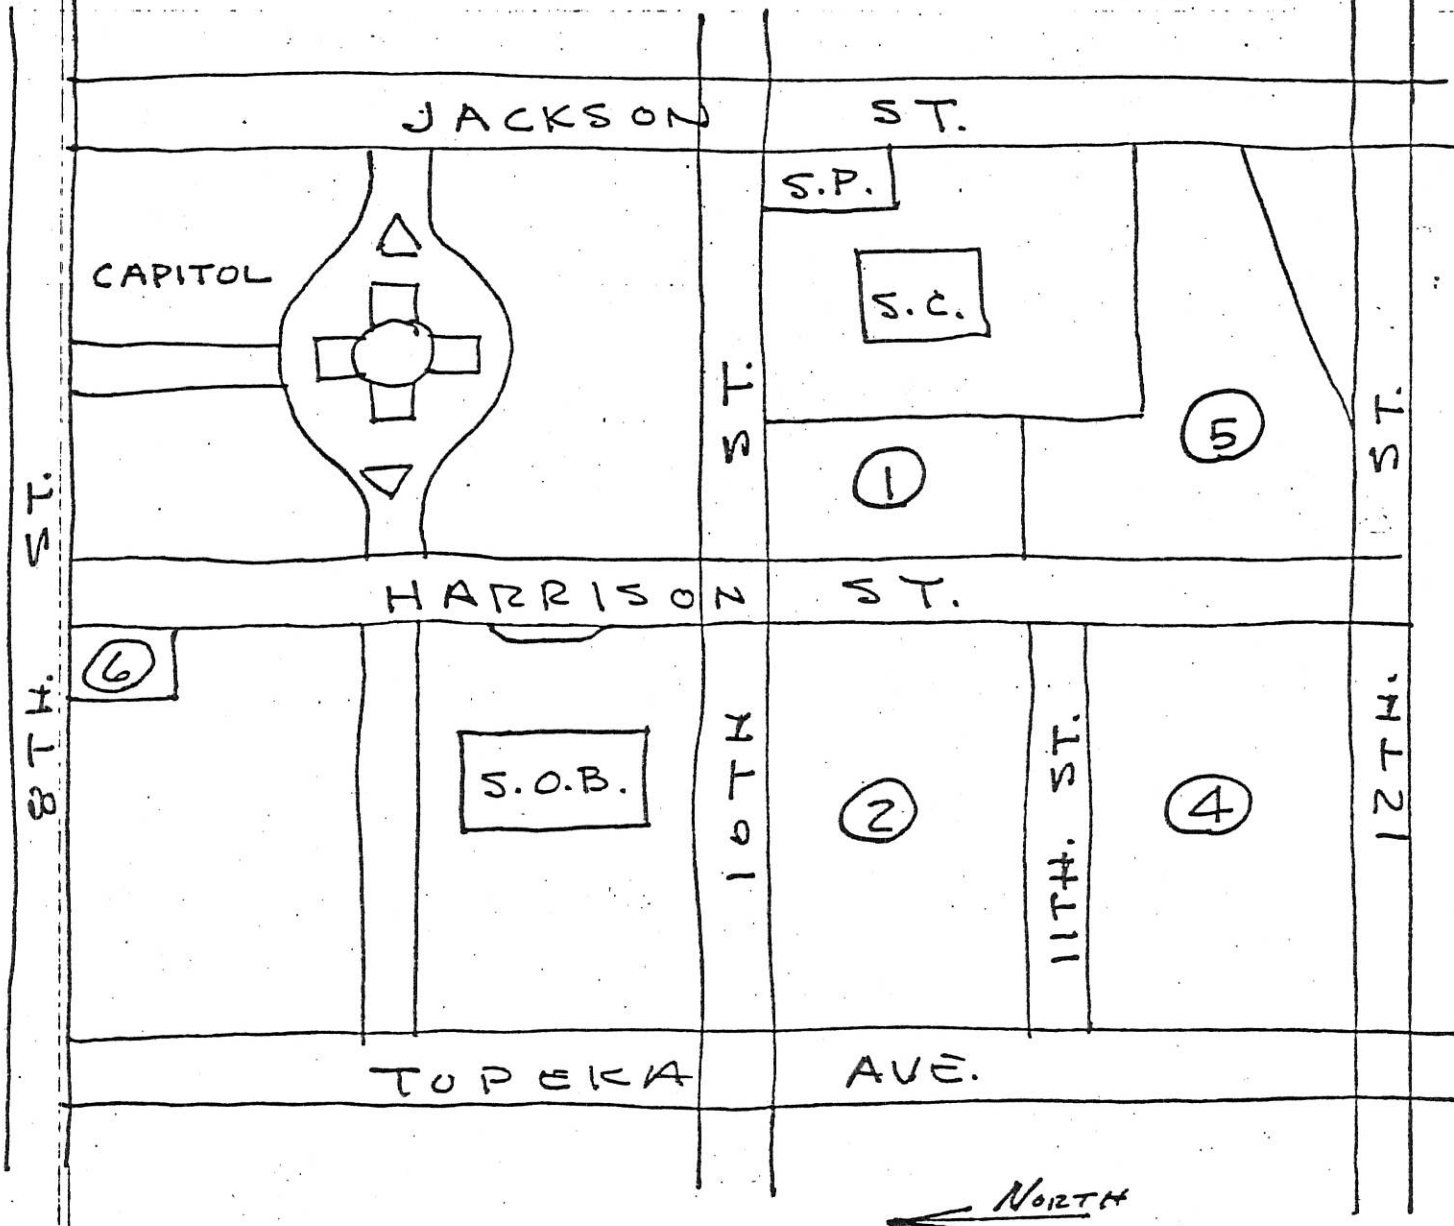 JACKSON ST.
S.P.
CAPITOL
S.C.
ST.
ST.
5
1
8TH. ST.
HARRISON ST.
6
S.O.B.
10TH
2
11TH. ST.
4
12TH.
TOPEKA AVE.
NORTH